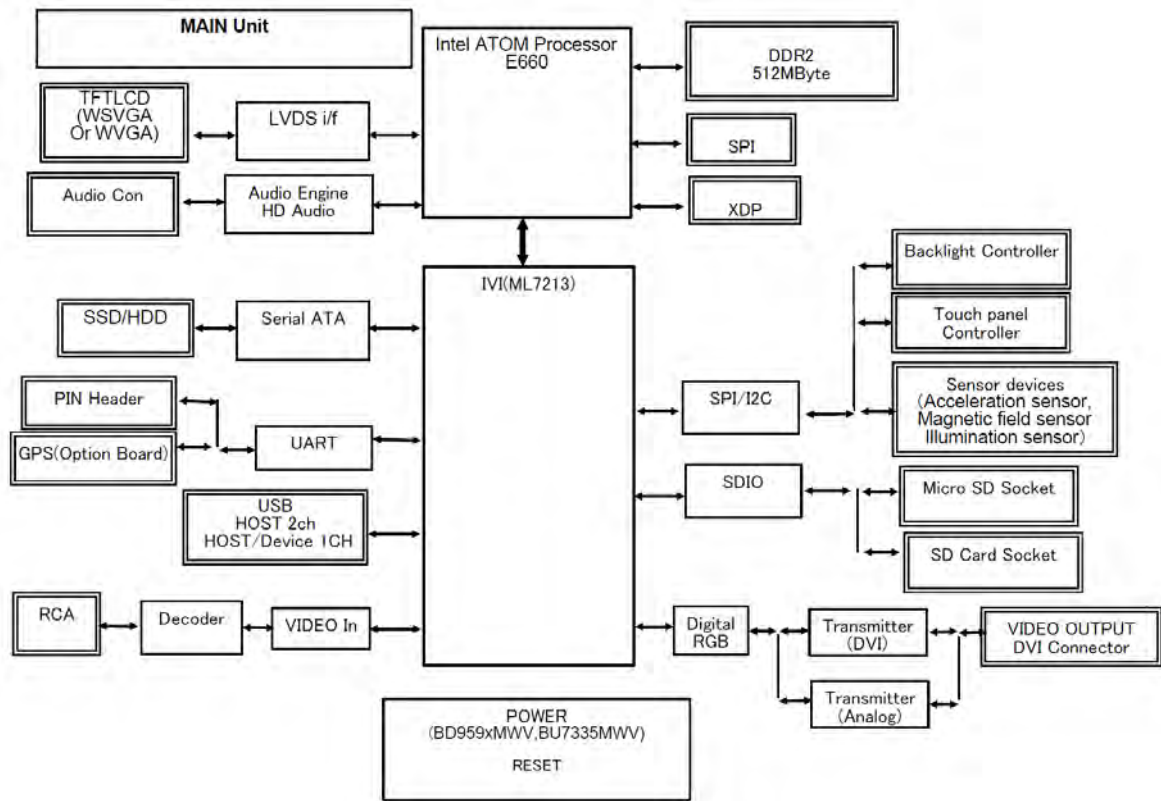 MAIN Unit
Intel ATOM Processor
E660
DDR2
512MByte
TFTLCD
(WSVGA
Or WVGA)
LVDS i/f
SPI
Audio Con
Audio Engine
HD Audio
XDP
IVI(ML7213)
Backlight Controller
SSD/HDD
Serial ATA
Touch panel
Controller
PIN Header
GPS(Option Board)
UART
SPI/I2C
Sensor devices
(Acceleration sensor,
Magnetic field sensor
Illumination sensor)
USB
HOST 2ch
HOST/Device 1CH
SDIO
Micro SD Socket
SD Card Socket
RCA
Decoder
VIDEO In
Digital
RGB
Transmitter
(DVI)
VIDEO OUTPUT
DVI Connector
Transmitter
(Analog)
POWER
(BD959xMWV,BU7335MWV)
RESET